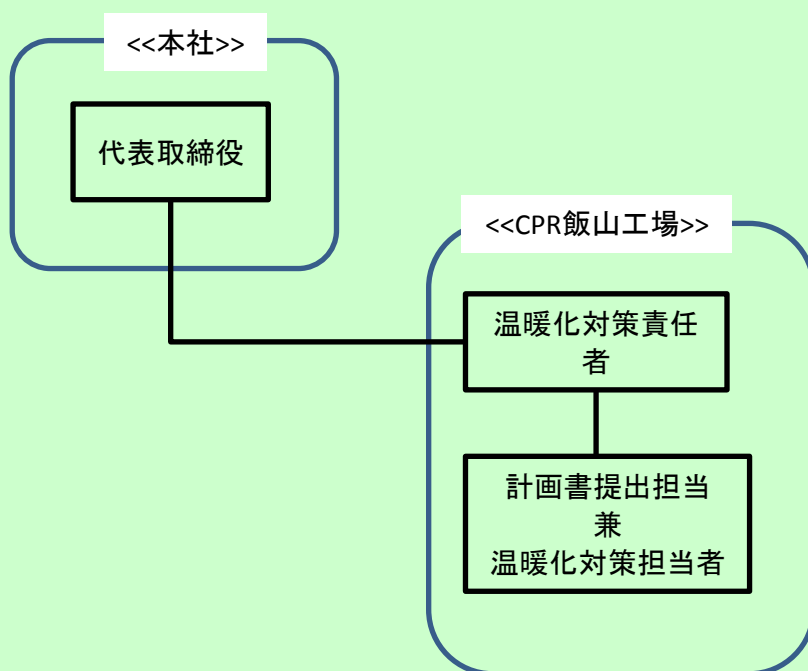 <<本社>>
代表取締役
<<CPR飯山工場>>
温暖化対策責任
者
計画書提出担当
兼
温暖化対策担当者